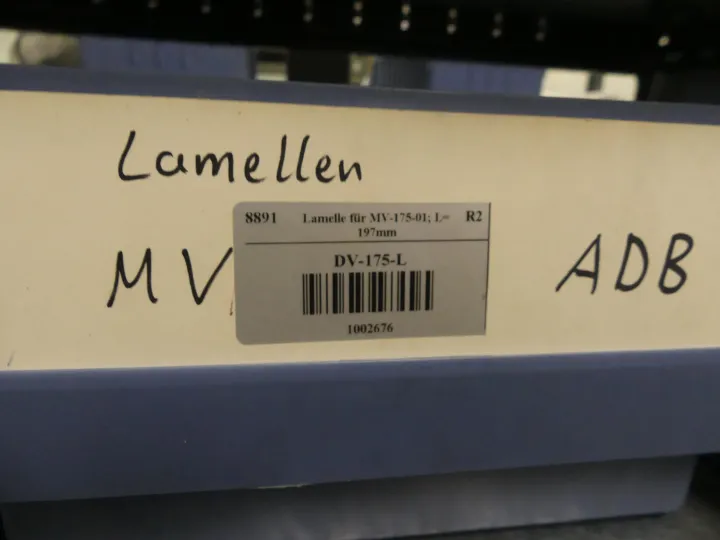 Lamellen
8891 Lamelle für MV-175-01; L= R2
197mm
DV-175-L
MV ADB
1002676